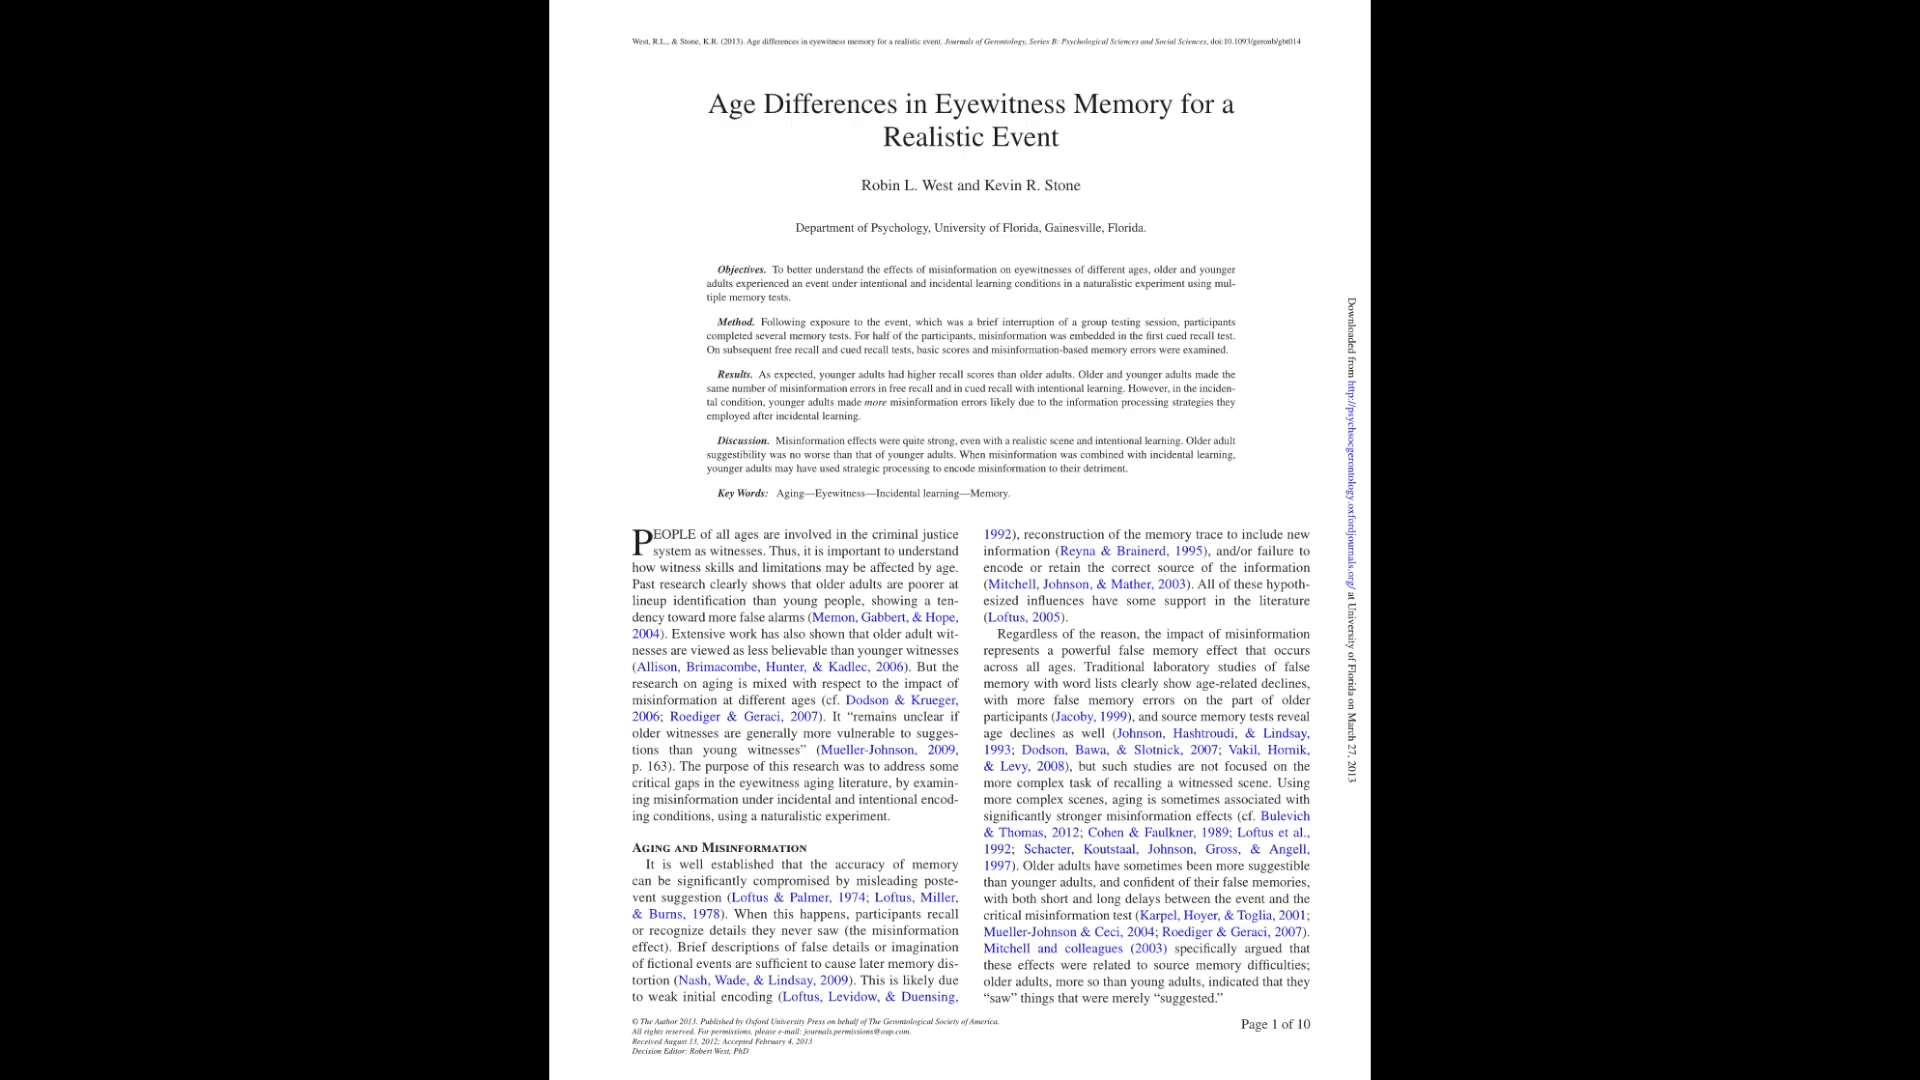 West, R.L., & Stone, K.R. (2013). Age differences in eyewitness memory for a realistic event. Journals of Gerontology, Series B: Psychological Sciences and Social Sciences, doi:10.1093/geronb/gbt014
Age Differences in Eyewitness Memory for a
Realistic Event
Robin L. West and Kevin R. Stone
Department of Psychology, University of Florida, Gainesville, Florida.
Objectives. To better understand the effects of misinformation on eyewitnesses of different ages, older and younger
adults experienced an event under intentional and incidental learning conditions in a naturalistic experiment using mul-
tiple memory tests.
Method. Following exposure to the event, which was a brief interruption of a group testing session, participants
completed several memory tests. For half of the participants, misinformation was embedded in the first cued recall test.
On subsequent free recall and cued recall tests, basic scores and misinformation-based memory errors were examined.
Results. As expected, younger adults had higher recall scores than older adults. Older and younger adults made the
same number of misinformation errors in free recall and in cued recall with intentional learning. However, in the inciden-
tal condition, younger adults made more misinformation errors likely due to the information processing strategies they
employed after incidental learning.
Discussion. Misinformation effects were quite strong, even with a realistic scene and intentional learning. Older adult
suggestibility was no worse than that of younger adults. When misinformation was combined with incidental learning,
younger adults may have used strategic processing to encode misinformation to their detriment.
Key Words: Aging—Eyewitness—Incidental learning—Memory.
PEOPLE of all ages are involved in the criminal justice
system as witnesses. Thus, it is important to understand
how witness skills and limitations may be affected by age.
Past research clearly shows that older adults are poorer at
lineup identification than young people, showing a ten-
dency toward more false alarms (Memon, Gabbert, & Hope,
2004). Extensive work has also shown that older adult wit-
nesses are viewed as less believable than younger witnesses
(Allison, Brimacombe, Hunter, & Kadlec, 2006). But the
research on aging is mixed with respect to the impact of
misinformation at different ages (cf. Dodson & Krueger,
2006; Roediger & Geraci, 2007). It “remains unclear if
older witnesses are generally more vulnerable to sugges-
tions than young witnesses” (Mueller-Johnson, 2009,
p. 163). The purpose of this research was to address some
critical gaps in the eyewitness aging literature, by examin-
ing misinformation under incidental and intentional encod-
ing conditions, using a naturalistic experiment.
Aging and Misinformation
It is well established that the accuracy of memory
can be significantly compromised by misleading poste-
vent suggestion (Loftus & Palmer, 1974; Loftus, Miller,
& Burns, 1978). When this happens, participants recall
or recognize details they never saw (the misinformation
effect). Brief descriptions of false details or imagination
of fictional events are sufficient to cause later memory dis-
tortion (Nash, Wade, & Lindsay, 2009). This is likely due
to weak initial encoding (Loftus, Levidow, & Duensing,
1992), reconstruction of the memory trace to include new
information (Reyna & Brainerd, 1995), and/or failure to
encode or retain the correct source of the information
(Mitchell, Johnson, & Mather, 2003). All of these hypoth-
esized influences have some support in the literature
(Loftus, 2005).
Regardless of the reason, the impact of misinformation
represents a powerful false memory effect that occurs
across all ages. Traditional laboratory studies of false
memory with word lists clearly show age-related declines,
with more false memory errors on the part of older
participants (Jacoby, 1999), and source memory tests reveal
age declines as well (Johnson, Hashtroudi, & Lindsay,
1993; Dodson, Bawa, & Slotnick, 2007; Vakil, Hornik,
& Levy, 2008), but such studies are not focused on the
more complex task of recalling a witnessed scene. Using
more complex scenes, aging is sometimes associated with
significantly stronger misinformation effects (cf. Bulevich
& Thomas, 2012; Cohen & Faulkner, 1989; Loftus et al.,
1992; Schacter, Koutstaal, Johnson, Gross, & Angell,
1997). Older adults have sometimes been more suggestible
than younger adults, and confident of their false memories,
with both short and long delays between the event and the
critical misinformation test (Karpel, Hoyer, & Toglia, 2001;
Mueller-Johnson & Ceci, 2004; Roediger & Geraci, 2007).
Mitchell and colleagues (2003) specifically argued that
these effects were related to source memory difficulties;
older adults, more so than young adults, indicated that they
“saw” things that were merely “suggested.”
© The Author 2013. Published by Oxford University Press on behalf of The Gerontological Society of America.
All rights reserved. For permissions, please e-mail: journals.permissions@oup.com.
Received August 13, 2012; Accepted February 4, 2013
Decision Editor: Robert West, PhD
Page 1 of 10
Downloaded from http://psychsocgerontology.oxfordjournals.org/ at University of Florida on March 27, 2013